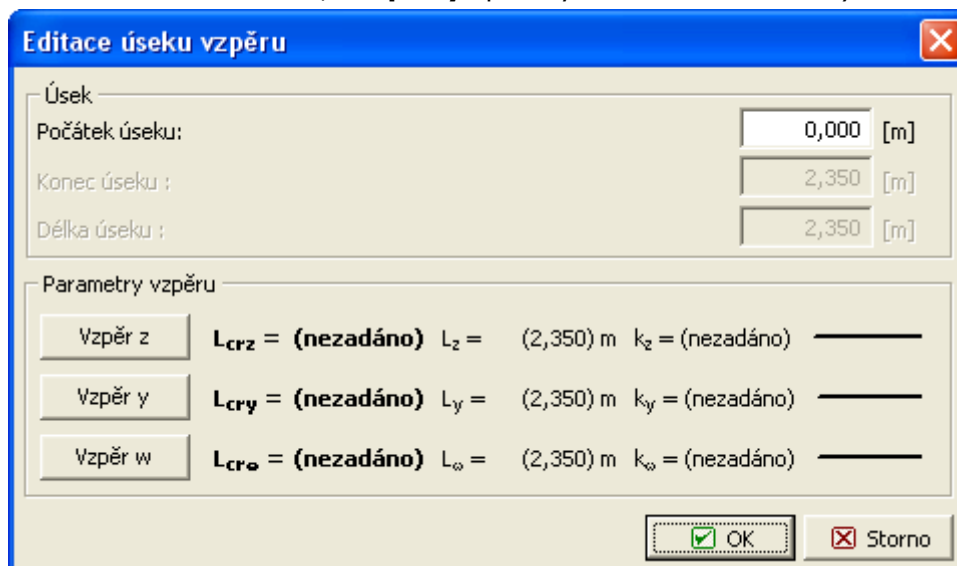 Editace úseku vzpěru
Úsek
Počátek úseku: 0,000 [m]
Konec úseku : 2,350 [m]
Délka úseku : 2,350 [m]
Parametry vzpěru
Vzpěr z Lcrz = (nezadáno) Lz = (2,350) m kz = (nezadáno)
Vzpěr y Lcry = (nezadáno) Ly = (2,350) m ky = (nezadáno)
Vzpěr w Lcrω = (nezadáno) Lω = (2,350) m kω = (nezadáno)
OK Storno